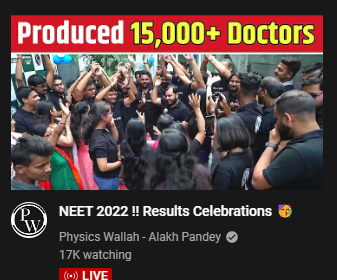 Produced 15,000+ Doctors
PW
NEET 2022 !! Results Celebrations 🥳
Physics Wallah - Alakh Pandey
17K watching
LIVE